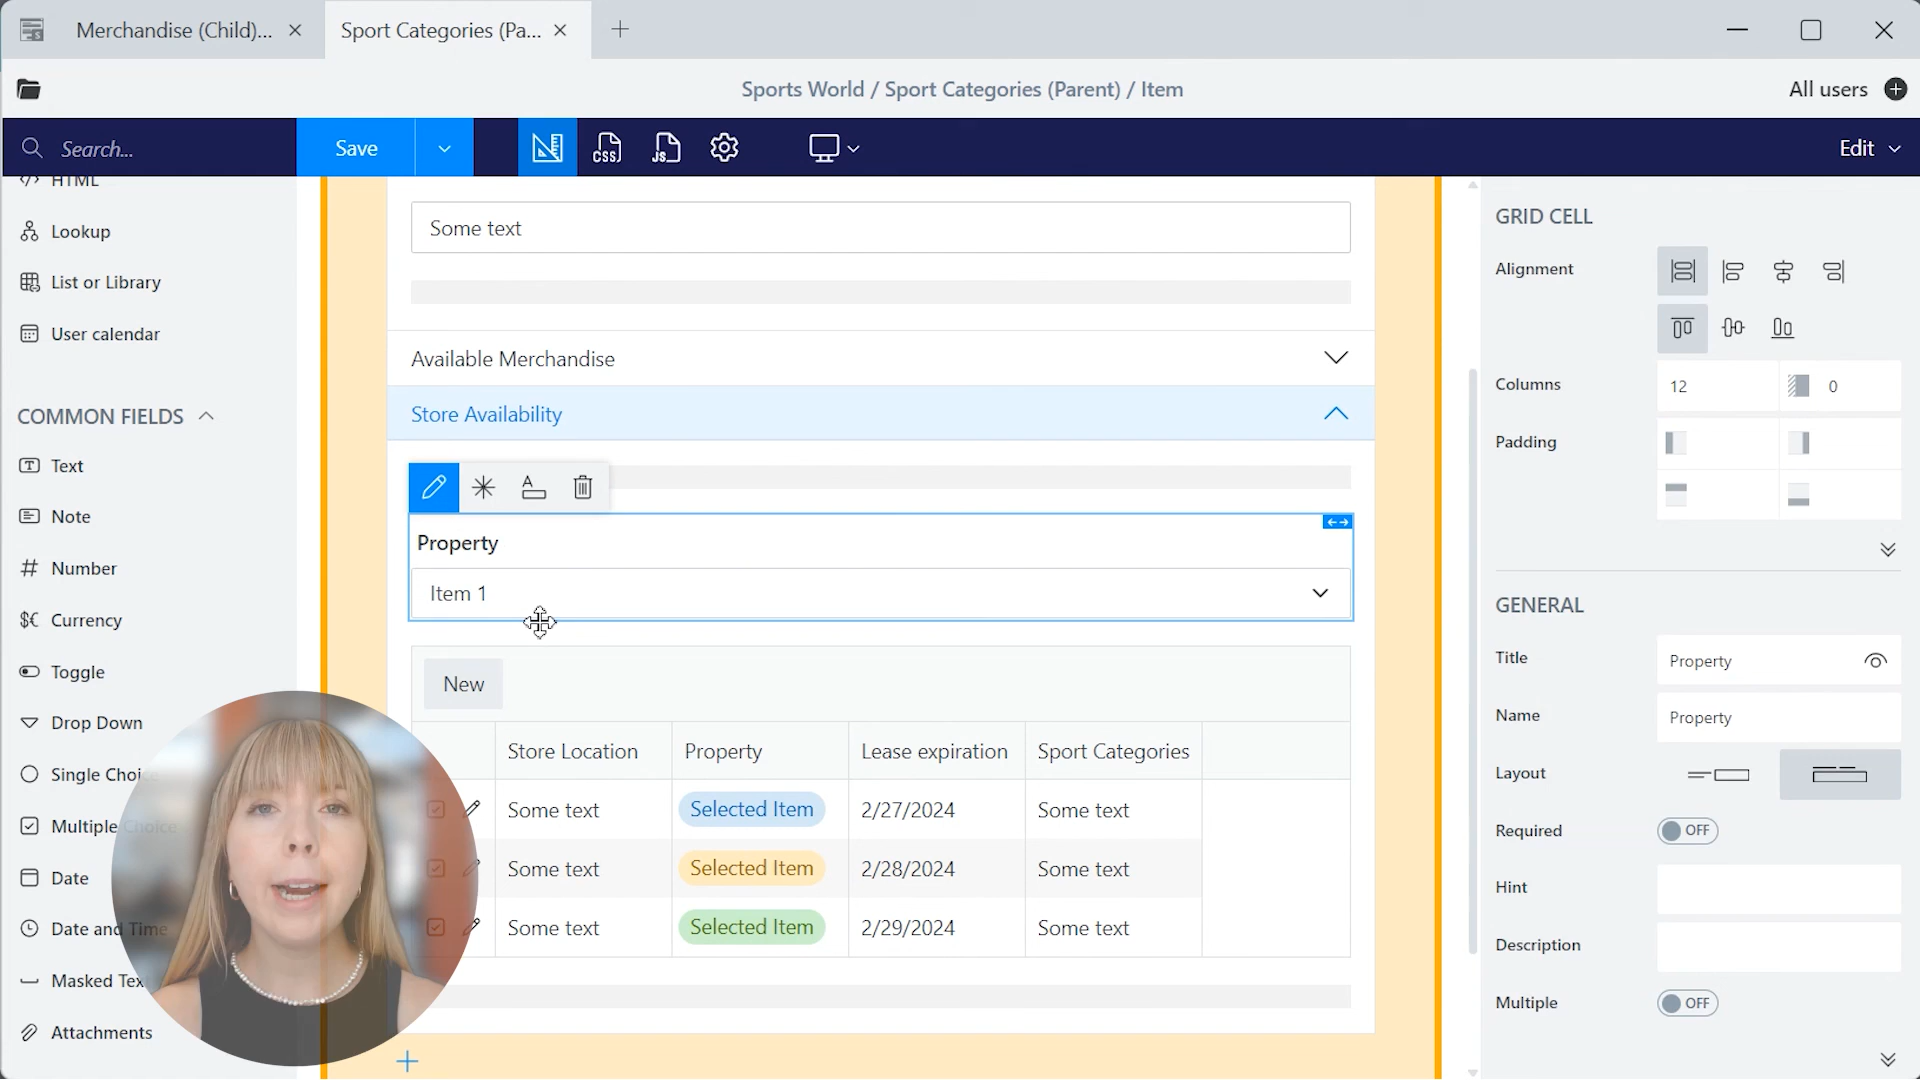 Merchandise (Child)...
Sport Categories (Pa...
Sports World / Sport Categories (Parent) / Item
All users
Search...
Save
CSS
JS
Edit
HTML
Lookup
List or Library
User calendar
COMMON FIELDS
Text
Note
Number
Currency
Toggle
Drop Down
Single Choice
Multiple Choice
Date
Date and Time
Masked Text
Attachments
Some text
Available Merchandise
Store Availability
Property
Item 1
New
Store Location Property Lease expiration Sport Categories
Some text Selected Item 2/27/2024 Some text
Some text Selected Item 2/28/2024 Some text
Some text Selected Item 2/29/2024 Some text
GRID CELL
Alignment
Columns 12 0
Padding
GENERAL
Title Property
Name Property
Layout
Required OFF
Hint
Description
Multiple OFF